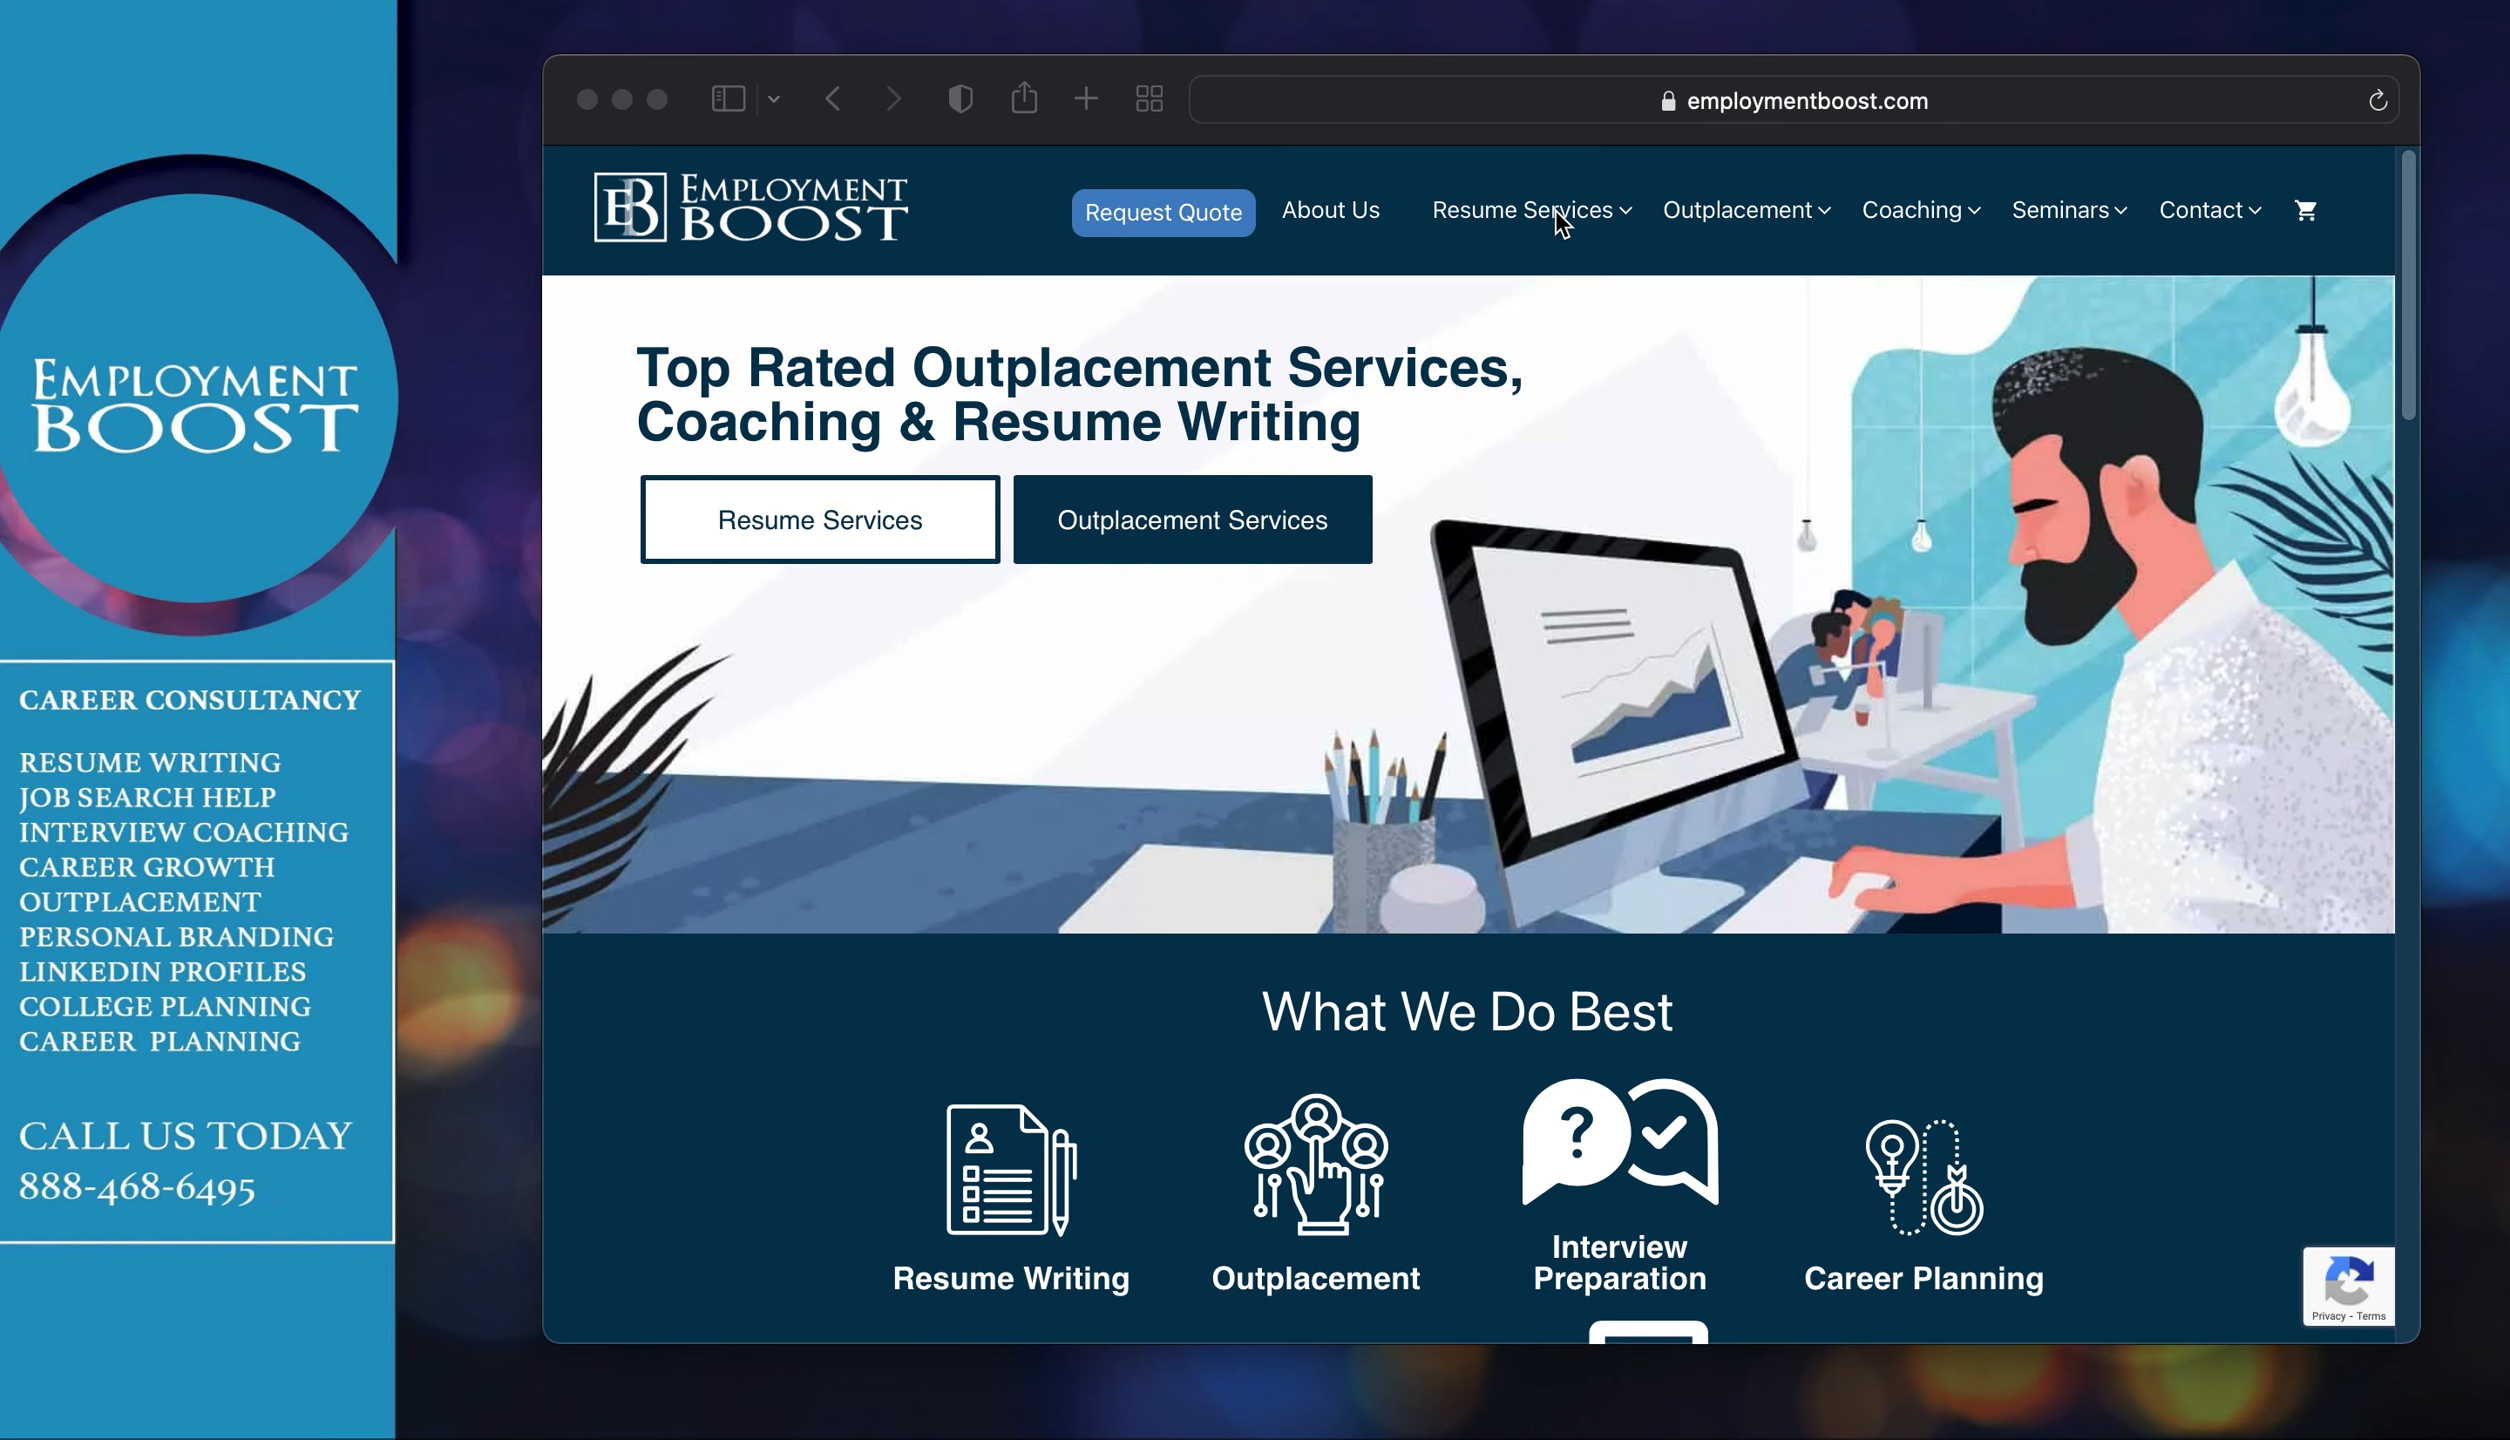 EMPLOYMENT
BOOST
CAREER CONSULTANCY
RESUME WRITING
JOB SEARCH HELP
INTERVIEW COACHING
CAREER GROWTH
OUTPLACEMENT
PERSONAL BRANDING
LINKEDIN PROFILES
COLLEGE PLANNING
CAREER PLANNING
CALL US TODAY
888-468-6495
employmentboost.com
EB EMPLOYMENT
BOOST
Request Quote About Us Resume Services Outplacement Coaching Seminars Contact
Top Rated Outplacement Services,
Coaching & Resume Writing
Resume Services Outplacement Services
What We Do Best
?
Resume Writing
Outplacement
Interview
Preparation
Career Planning
Privacy - Terms